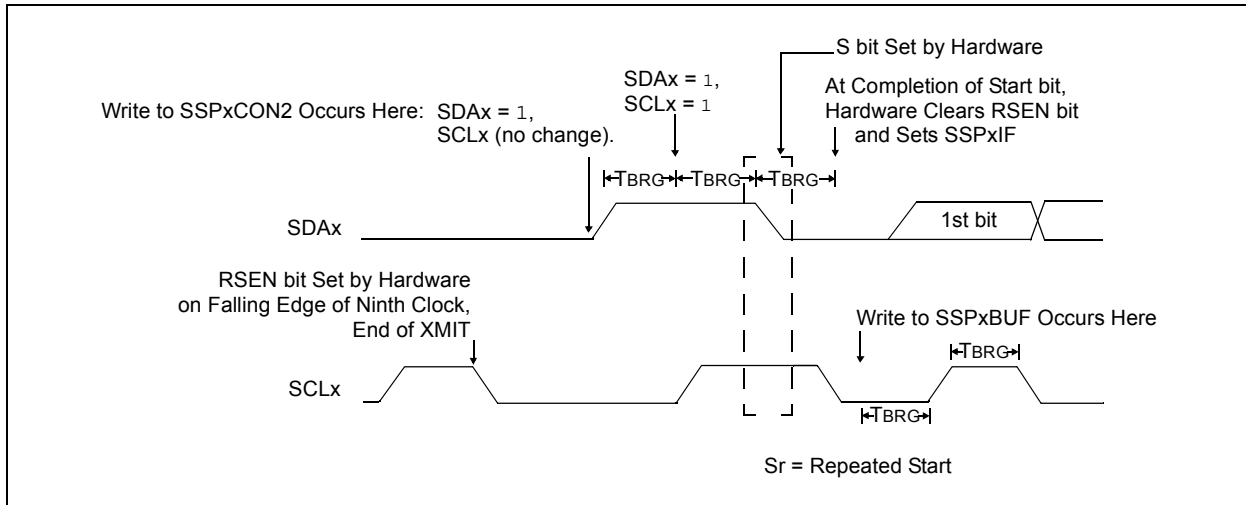 S bit Set by Hardware
SDAx = 1,
SCLx = 1
At Completion of Start bit,
Hardware Clears RSEN bit
and Sets SSPxIF
Write to SSPxCON2 Occurs Here: SDAx = 1,
SCLx (no change).
TBRG TBRG TBRG
SDAx
1st bit
RSEN bit Set by Hardware
on Falling Edge of Ninth Clock,
End of XMIT
Write to SSPxBUF Occurs Here
TBRG
SCLx
TBRG
Sr = Repeated Start